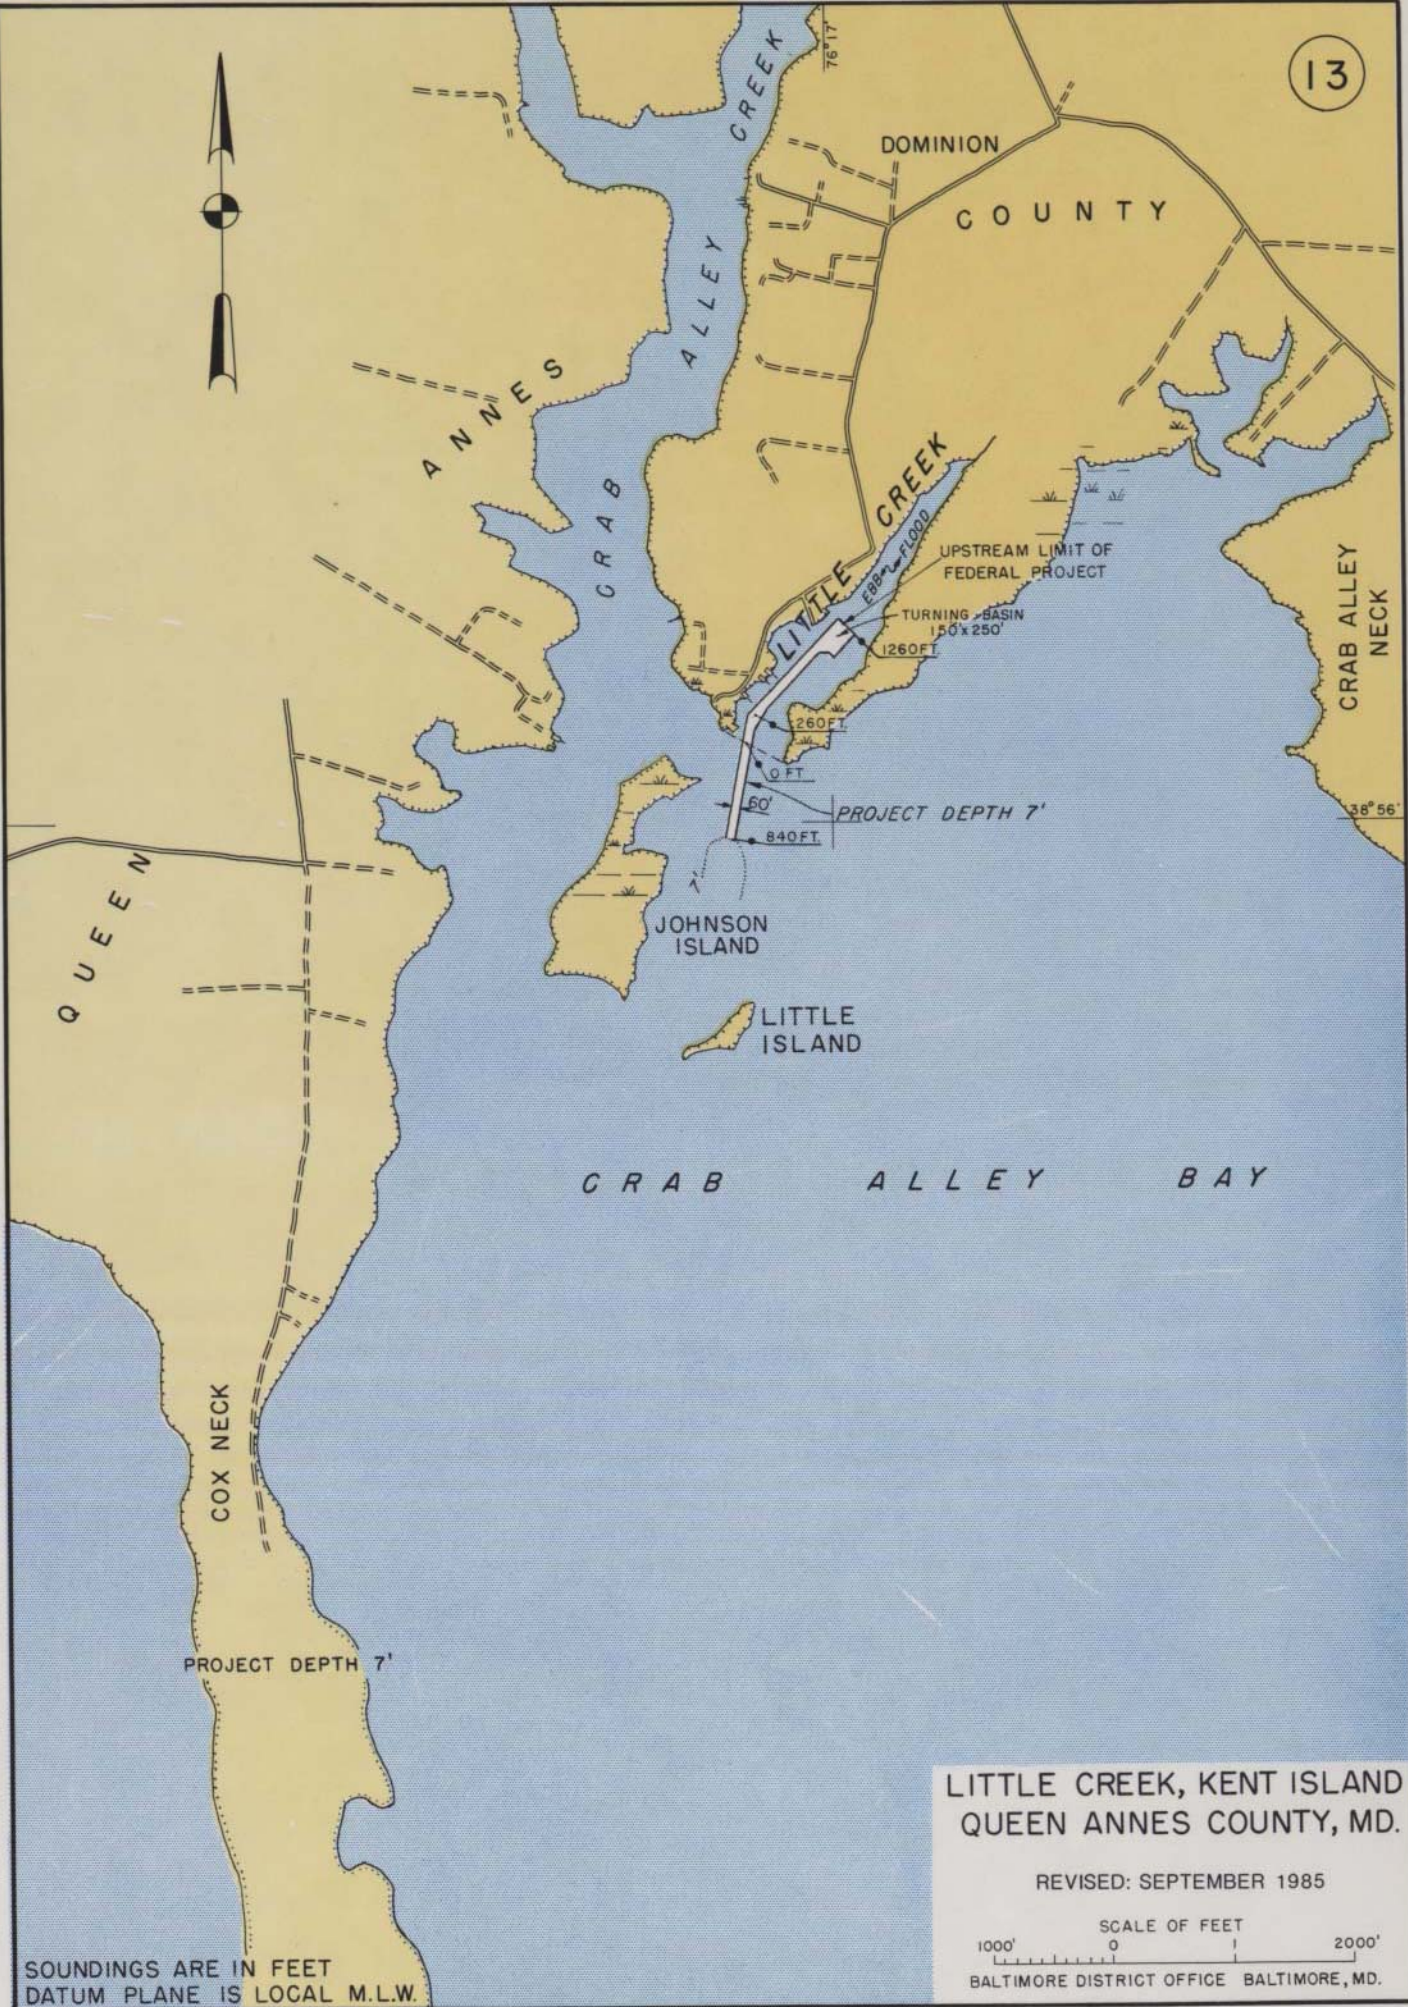 13
76°17'
CREEK
DOMINION
COUNTY
ALLEY
ANNES
CRAB
CREEK
LITTLE
EBB FLOOD
UPSTREAM LIMIT OF
FEDERAL PROJECT
TURNING BASIN
150' x 250'
1260FT.
CRAB ALLEY
NECK
260FT.
0 FT
60'
PROJECT DEPTH 7'
38°56'
840FT.
7'
QUEEN
JOHNSON
ISLAND
LITTLE
ISLAND
CRAB ALLEY BAY
COX NECK
PROJECT DEPTH 7'
LITTLE CREEK, KENT ISLAND
QUEEN ANNES COUNTY, MD.
REVISED: SEPTEMBER 1985
SCALE OF FEET
1000' 0 1 2000'
BALTIMORE DISTRICT OFFICE BALTIMORE, MD.
SOUNDINGS ARE IN FEET
DATUM PLANE IS LOCAL M.L.W.